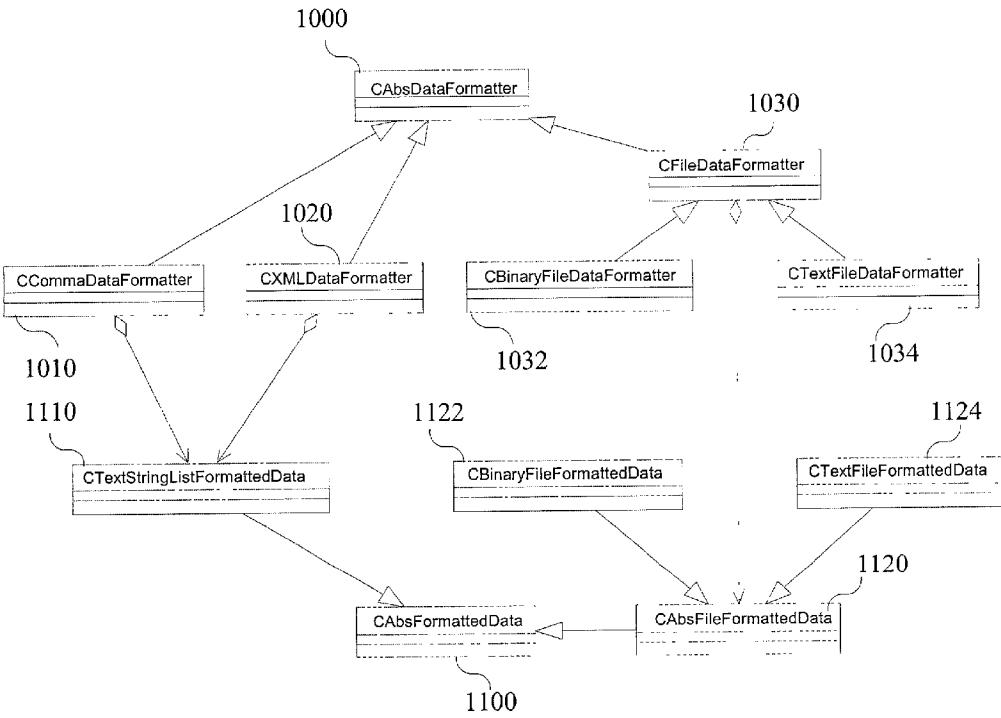 1000
CAbsDataFormatter
1030
CFileDataFormatter
1020
CCommaDataFormatter
CXMLDataFormatter
CBinaryFileDataFormatter
CTextFileDataFormatter
1010
1032
1034
1110
1122
1124
CTextStringListFormattedData
CBinaryFileFormattedData
CTextFileFormattedData
1120
CAbsFormattedData
CAbsFileFormattedData
1100